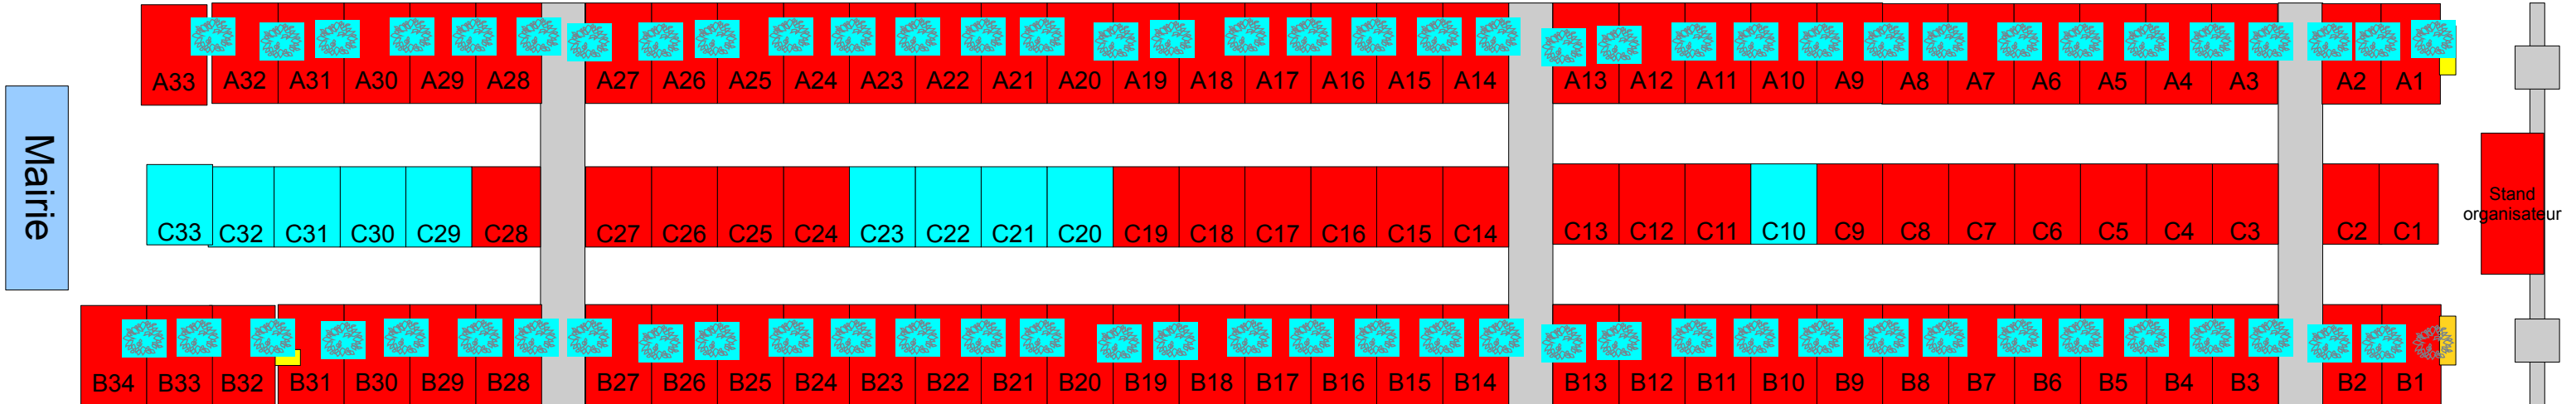 A33 A32 A31 A30 A29 A28 A27 A26 A25 A24 A23 A22 A21 A20 A19 A18 A17 A16 A15 A14 A13 A12 A11 A10 A9 A8 A7 A6 A5 A4 A3 A2 A1
Mairie
C33 C32 C31 C30 C29 C28 C27 C26 C25 C24 C23 C22 C21 C20 C19 C18 C17 C16 C15 C14 C13 C12 C11 C10 C9 C8 C7 C6 C5 C4 C3 C2 C1
Stand
organisateur
B34 B33 B32 B31 B30 B29 B28 B27 B26 B25 B24 B23 B22 B21 B20 B19 B18 B17 B16 B15 B14 B13 B12 B11 B10 B9 B8 B7 B6 B5 B4 B3 B2 B1